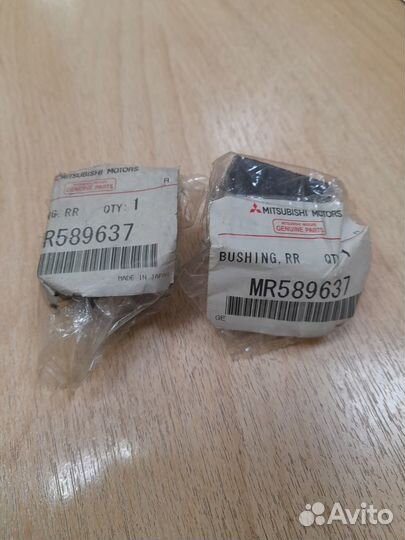 MITSUBISHI MOTORS
GENUINE PARTS
NG, RR QTY: 1
R589637
MADE IN JAPAN
R
MITSUBISHI MOTORS
GENUINE PARTS
BUSHING, RR QT
MR589637
GE
Avito